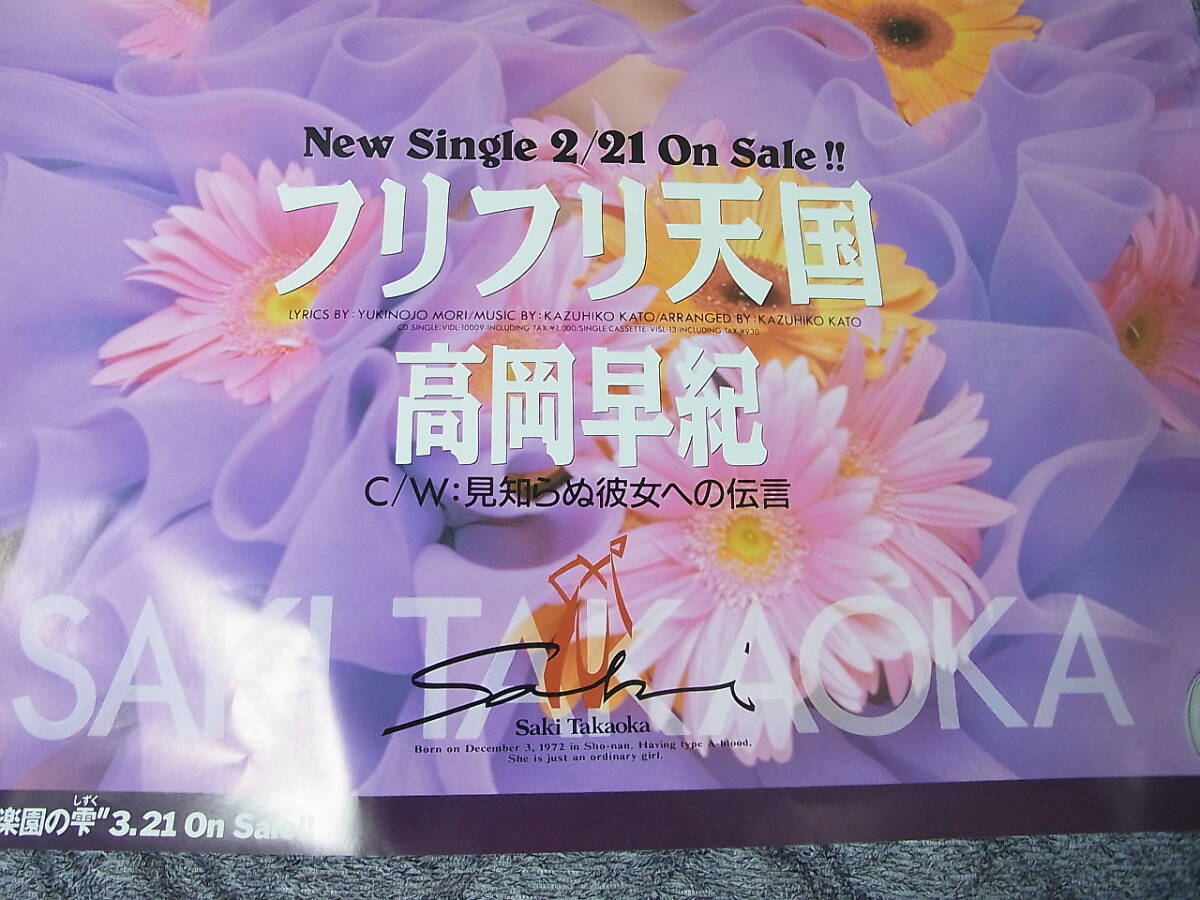 New Single 2/21 On Sale!!
フリフリ天国
LYRICS BY:YUKINOJO MORI/MUSIC BY:KAZUHIKO KATO/ARRANGED BY:KAZUHIKO KATO
CD SINGLE:VIDL-10009:INCLUDING TAX ¥1,000/SINGLE CASSETTE:VISL-13:INCLUDING TAX ¥930
高岡早紀
C/W:見知らぬ彼女への伝言
SAKI TAKAOKA
Saki
Saki Takaoka
Born on December 3, 1972 in Sho-nan. Having type A blood.
She is just an ordinary girl.
しずく
楽園の雫"3.21 On Sale!!